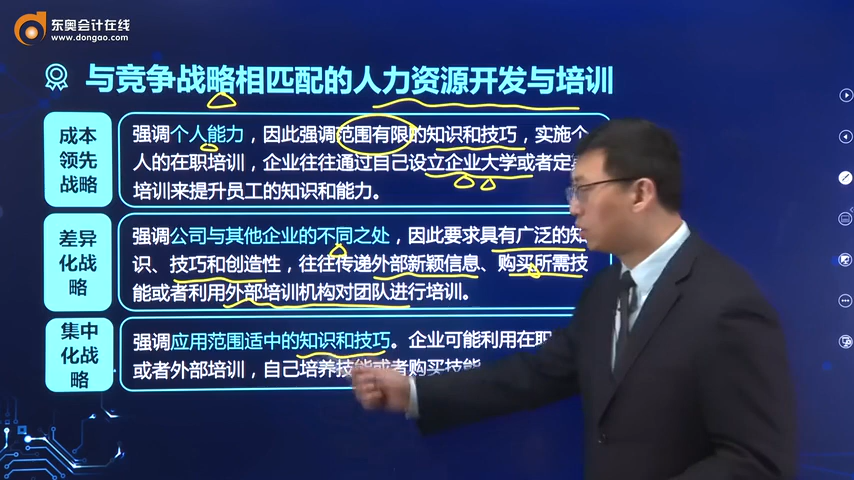 东奥会计在线
www.dongao.com
与竞争战略相匹配的人力资源开发与培训
成本
领先
战略
强调个人能力，因此强调范围有限的知识和技巧，实施个
人的在职培训，企业往往通过自己设立企业大学或者定
培训来提升员工的知识和能力。
差异
化战
略
强调公司与其他企业的不同之处，因此要求具有广泛的知
识、技巧和创造性，往往传递外部新颖信息、购买所需技
能或者利用外部培训机构对团队进行培训。
集中
化战
略
强调应用范围适中的知识和技巧。企业可能利用在职
或者外部培训，自己培养技能或者购买技能